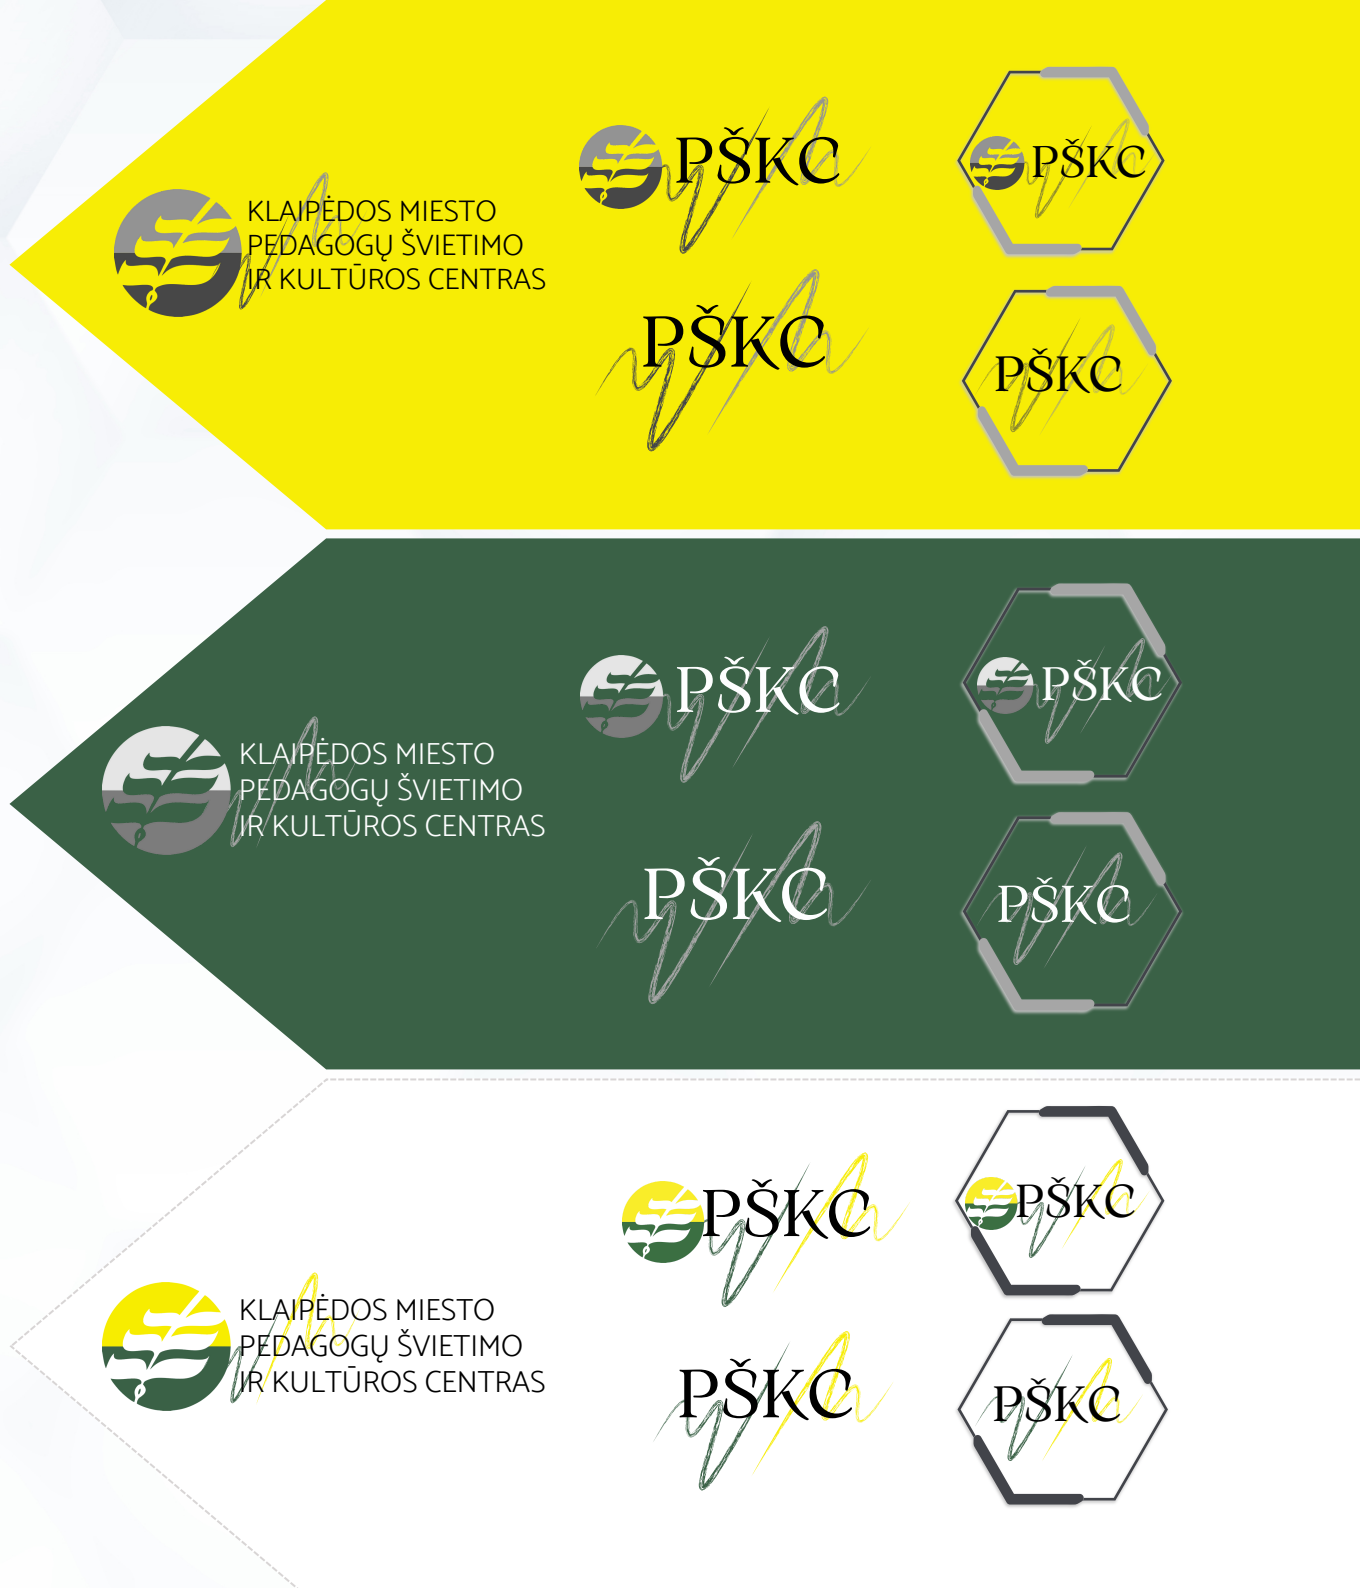 KLAIPĖDOS MIESTO
PEDAGOGŲ ŠVIETIMO
IR KULTŪROS CENTRAS
PŠKC
PŠKC
PŠKC
PŠKC
KLAIPĖDOS MIESTO
PEDAGOGŲ ŠVIETIMO
IR KULTŪROS CENTRAS
PŠKC
PŠKC
PŠKC
PŠKC
KLAIPĖDOS MIESTO
PEDAGOGŲ ŠVIETIMO
IR KULTŪROS CENTRAS
PŠKC
PŠKC
PŠKC
PŠKC